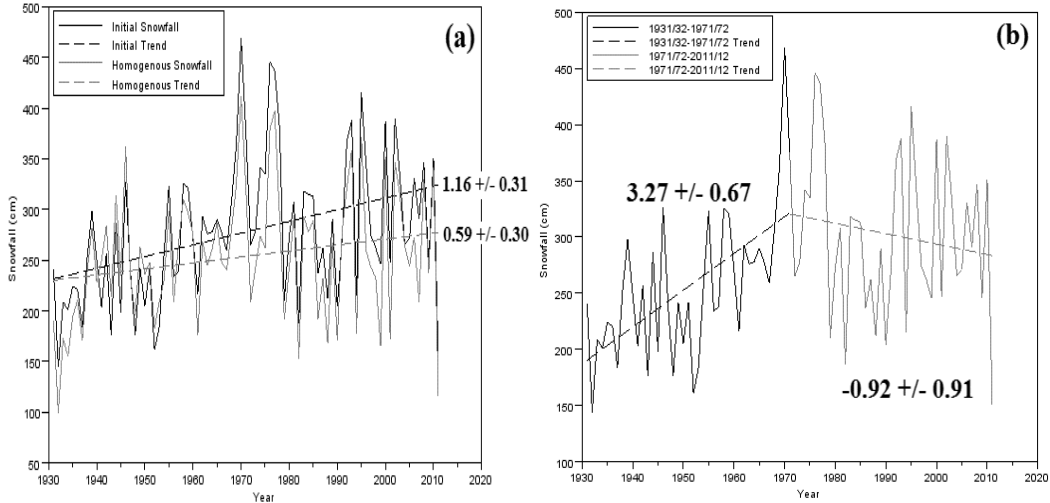 (a)
Initial Snowfall
Initial Trend
Homogenous Snowfall
Homogenous Trend
500
450
400
350
300
250
200
150
100
50
Snowfall (cm)
1.16 +/- 0.31
0.59 +/- 0.30
1930 1940 1950 1960 1970 1980 1990 2000 2010 2020
Year
(b)
1931/32-1971/72
1931/32-1971/72 Trend
1971/72-2011/12
1971/72-2011/12 Trend
500
450
400
350
300
250
200
150
100
Snowfall (cm)
3.27 +/- 0.67
-0.92 +/- 0.91
1930 1940 1950 1960 1970 1980 1990 2000 2010 2020
Year